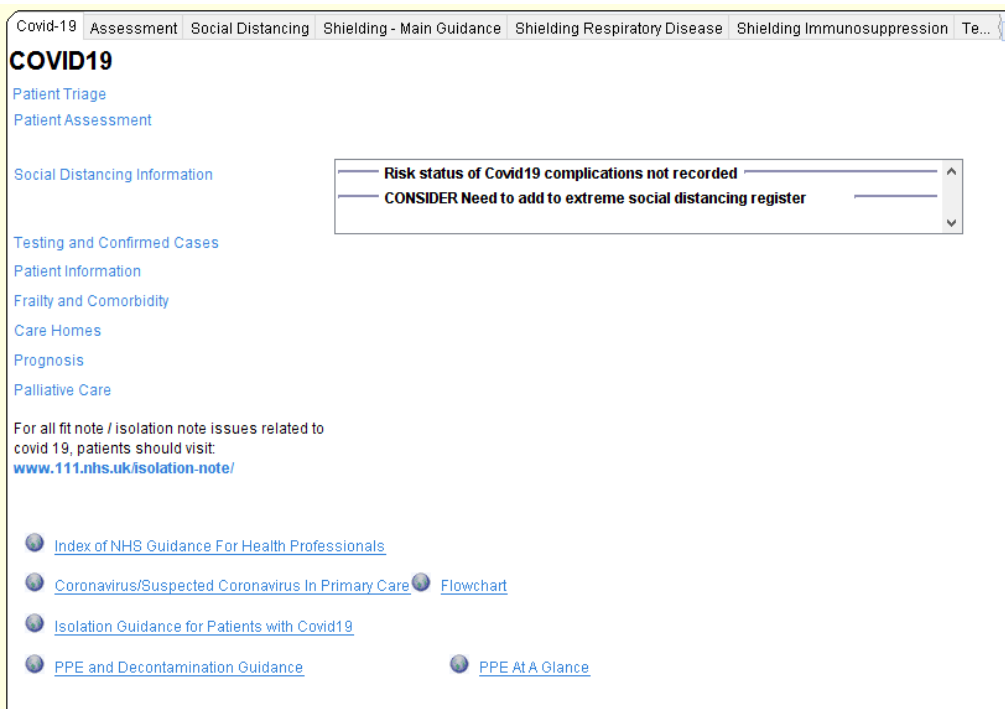 Covid-19 Assessment Social Distancing Shielding - Main Guidance Shielding Respiratory Disease Shielding Immunosuppression Te...
COVID19
Patient Triage
Patient Assessment
Social Distancing Information
Risk status of Covid19 complications not recorded
CONSIDER Need to add to extreme social distancing register
Testing and Confirmed Cases
Patient Information
Frailty and Comorbidity
Care Homes
Prognosis
Palliative Care
For all fit note / isolation note issues related to
covid 19, patients should visit:
www.111.nhs.uk/isolation-note/
Index of NHS Guidance For Health Professionals
Coronavirus/Suspected Coronavirus In Primary Care Flowchart
Isolation Guidance for Patients with Covid19
PPE and Decontamination Guidance PPE At A Glance